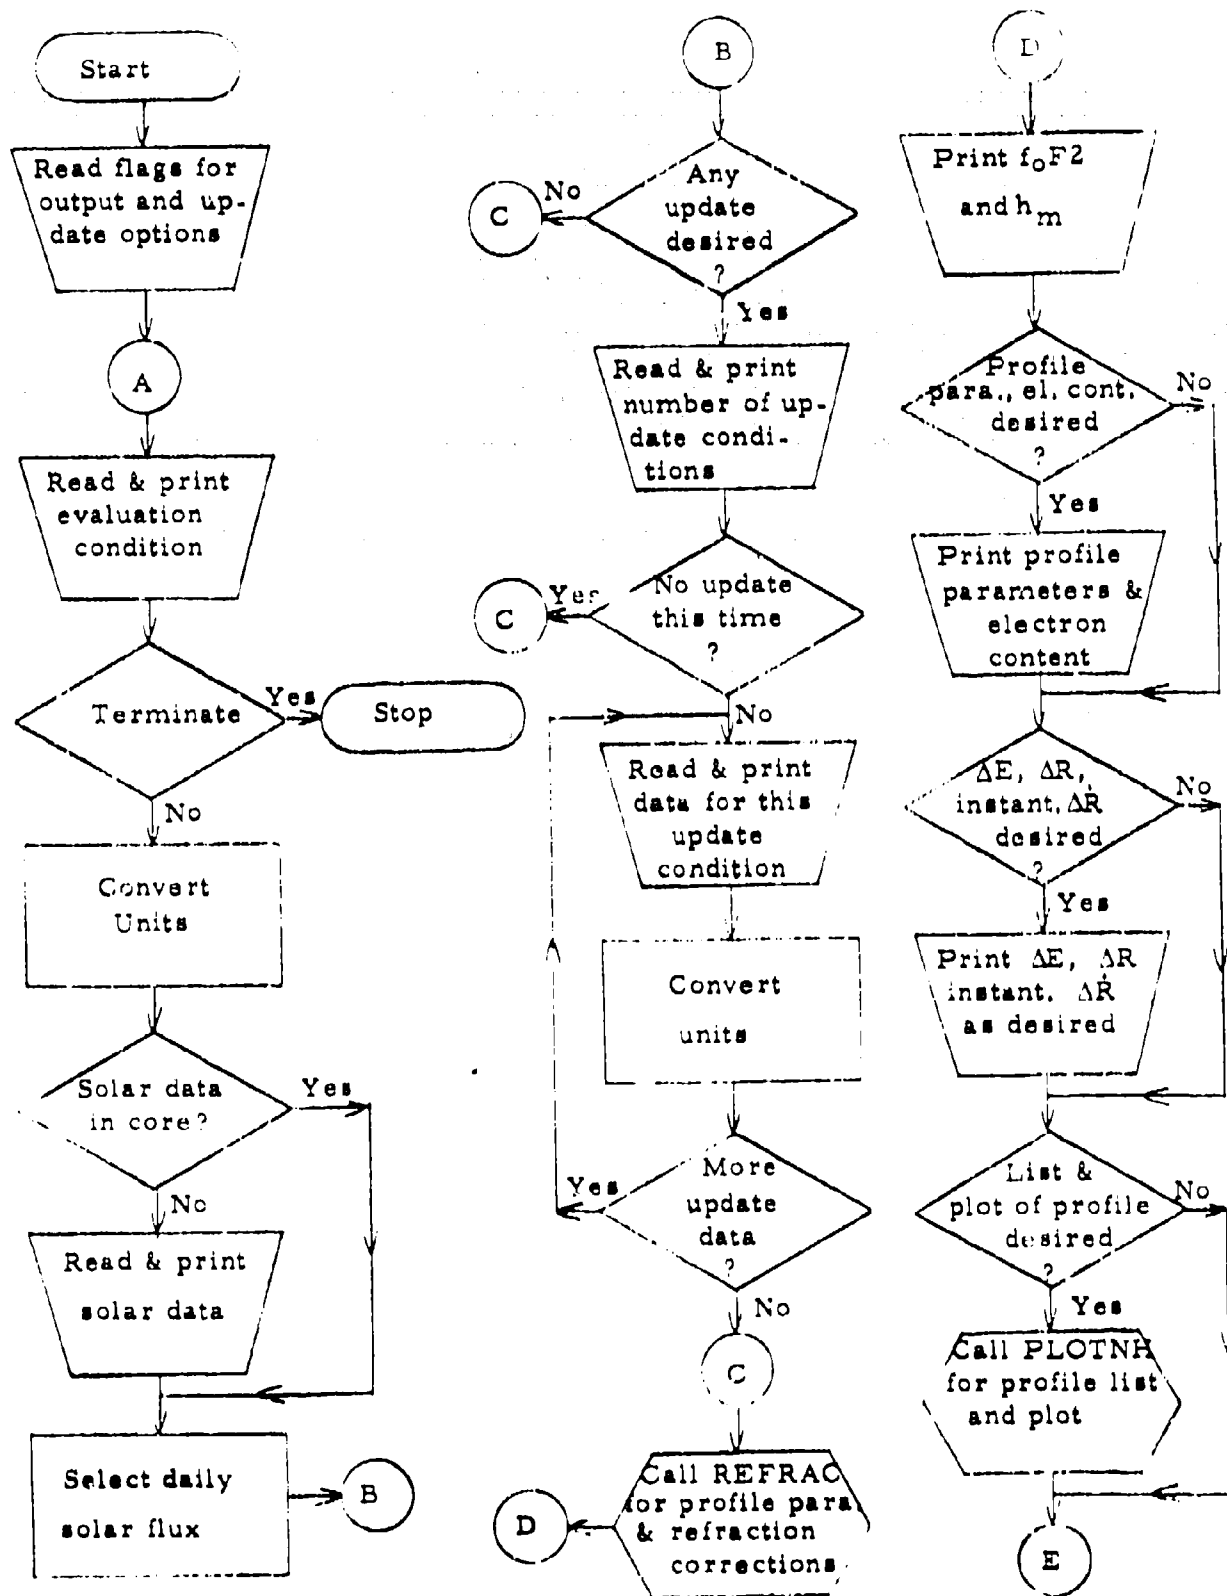 Start
Read flags for
output and up-
date options
A
Read & print
evaluation
condition
Terminate
Yes
Stop
No
Convert
Units
Solar data
in core?
Yes
No
Read & print
solar data
Select daily
solar flux
B
B
Any
update
desired
?
No
C
Yes
Read & print
number of up-
date condi-
tions
No update
this time
?
Yes
C
No
Read & print
data for this
update
condition
Convert
units
More
update
data
?
Yes
No
C
Call REFRAC
for profile para.
& refraction
corrections
D
D
Print foF2
and hm
Profile
para., el. cont.
desired
?
No
Yes
Print profile
parameters &
electron
content
ΔE, ΔR,
instant. ΔṘ
desired
?
No
Yes
Print ΔE, ΔR
instant. ΔṘ
as desired
List &
plot of profile
desired
?
No
Yes
Call PLOTNH
for profile list
and plot
E